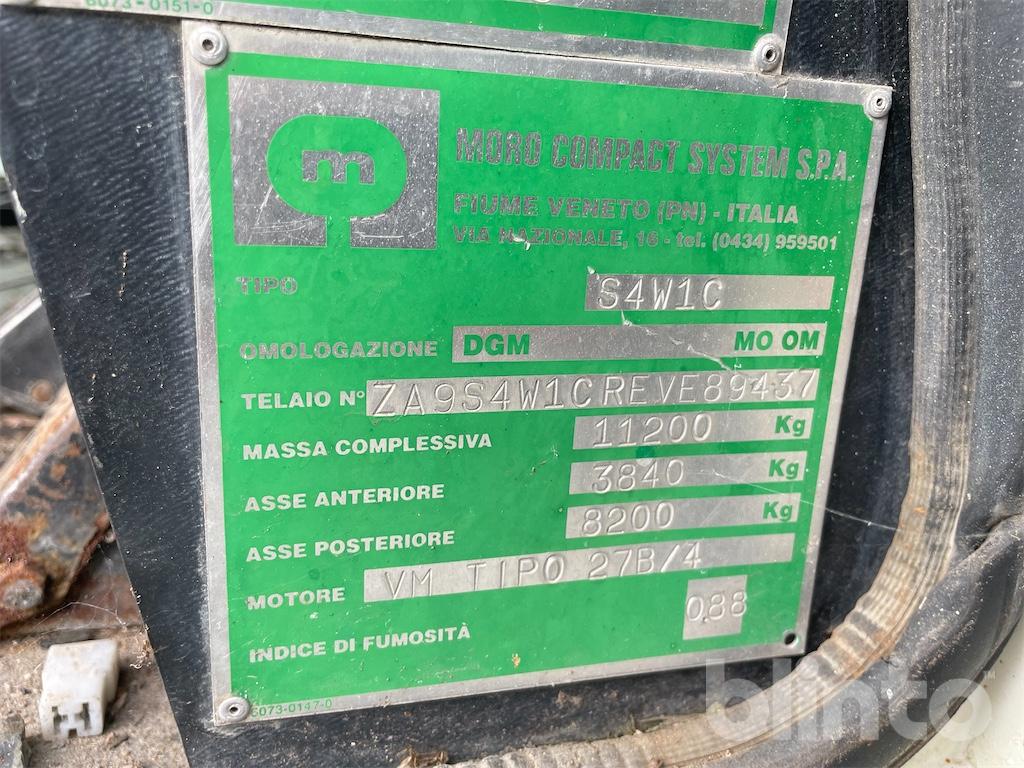 6073-0151-0
m
MORO COMPACT SYSTEM S.P.A.
FIUME VENETO (PN) - ITALIA
VIA NAZIONALE, 16 - tel. (0434) 959501
TIPO S4W1C
OMOLOGAZIONE DGM MO OM
TELAIO N° ZA9S4W1CREVE89437
MASSA COMPLESSIVA 11200 Kg
ASSE ANTERIORE 3840 Kg
ASSE POSTERIORE 8200 Kg
MOTORE VM TIPO 27B/4
INDICE DI FUMOSITÀ 0,88
6073-0147-0
blinto